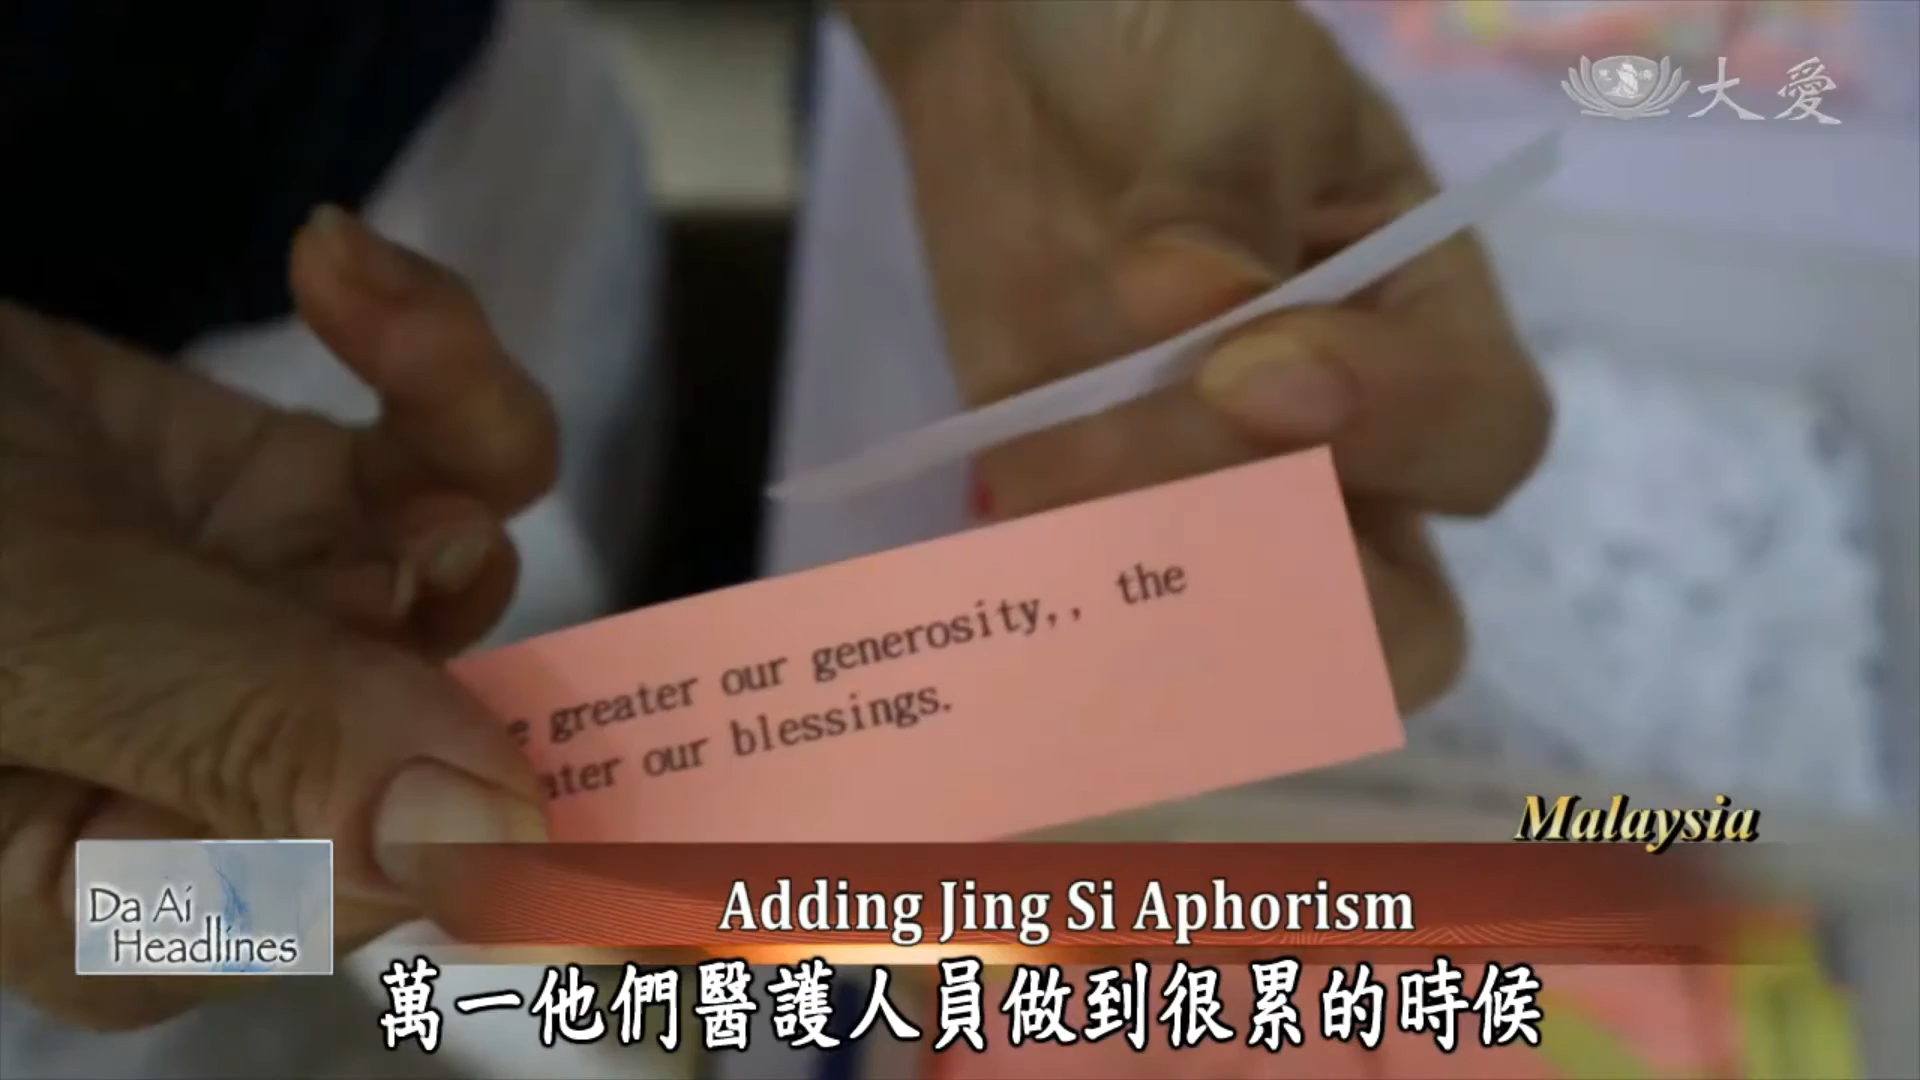 大愛
greater our generosity,, the
our blessings.
Malaysia
Da Ai
Headlines
Adding Jing Si Aphorism
萬一他們醫護人員做到很累的時候